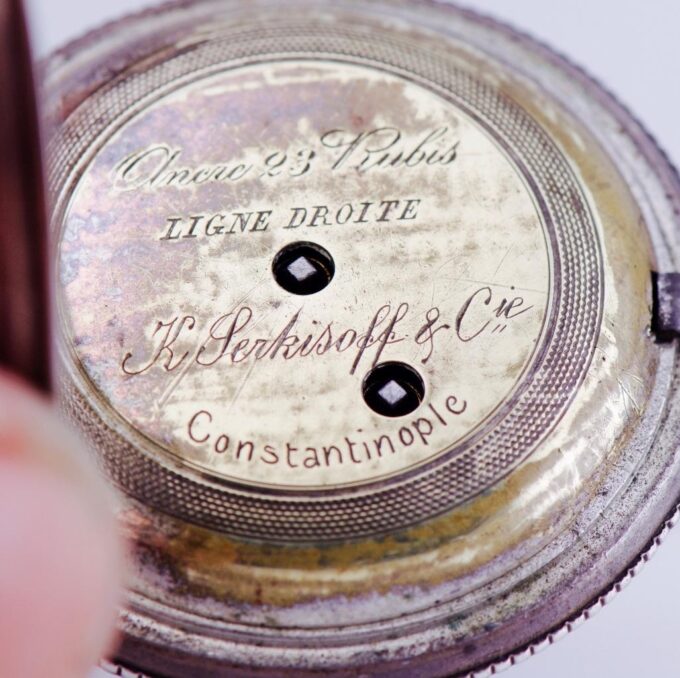 Ancre 23 Rubis
LIGNE DROITE
K Serkisoff & Cie
Constantinople